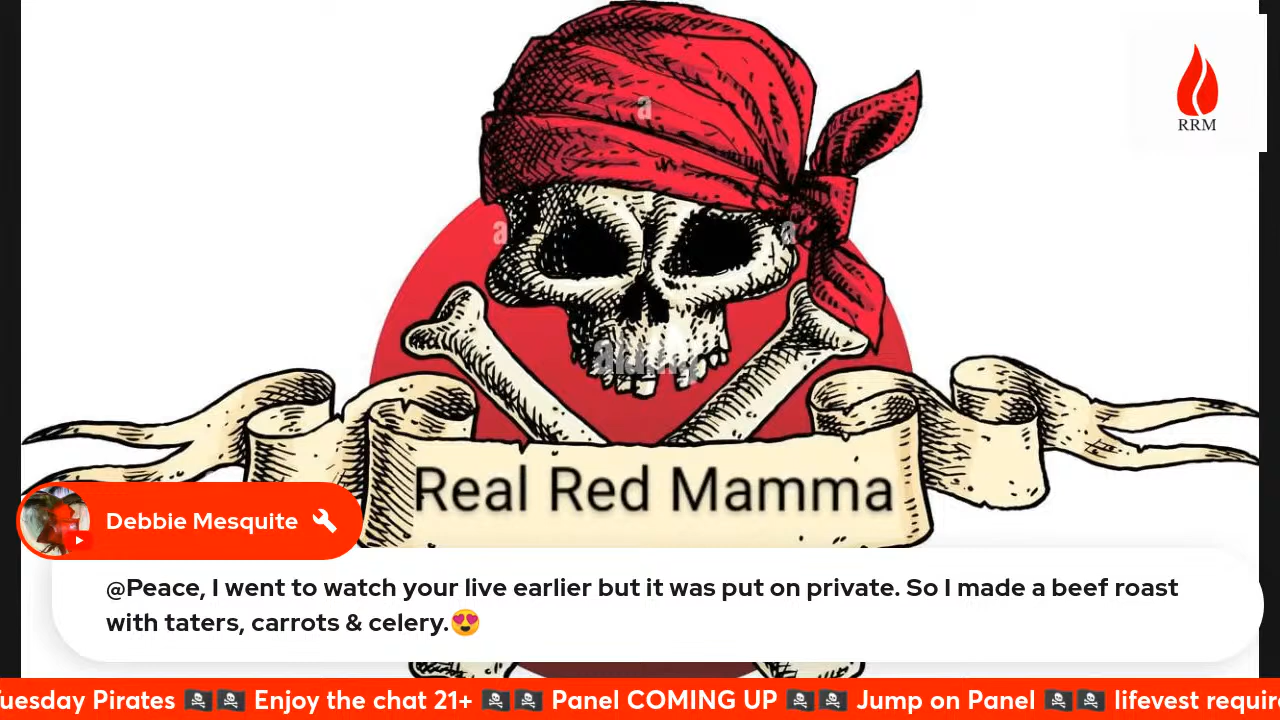 RRM
a
a
a
alamy
Real Red Mamma
Debbie Mesquite
@Peace, I went to watch your live earlier but it was put on private. So I made a beef roast
with taters, carrots & celery.😍
uesday Pirates 🏴‍☠️🏴‍☠️ Enjoy the chat 21+ 🏴‍☠️🏴‍☠️ Panel COMING UP 🏴‍☠️🏴‍☠️ Jump on Panel 🏴‍☠️🏴‍☠️ lifevest requir